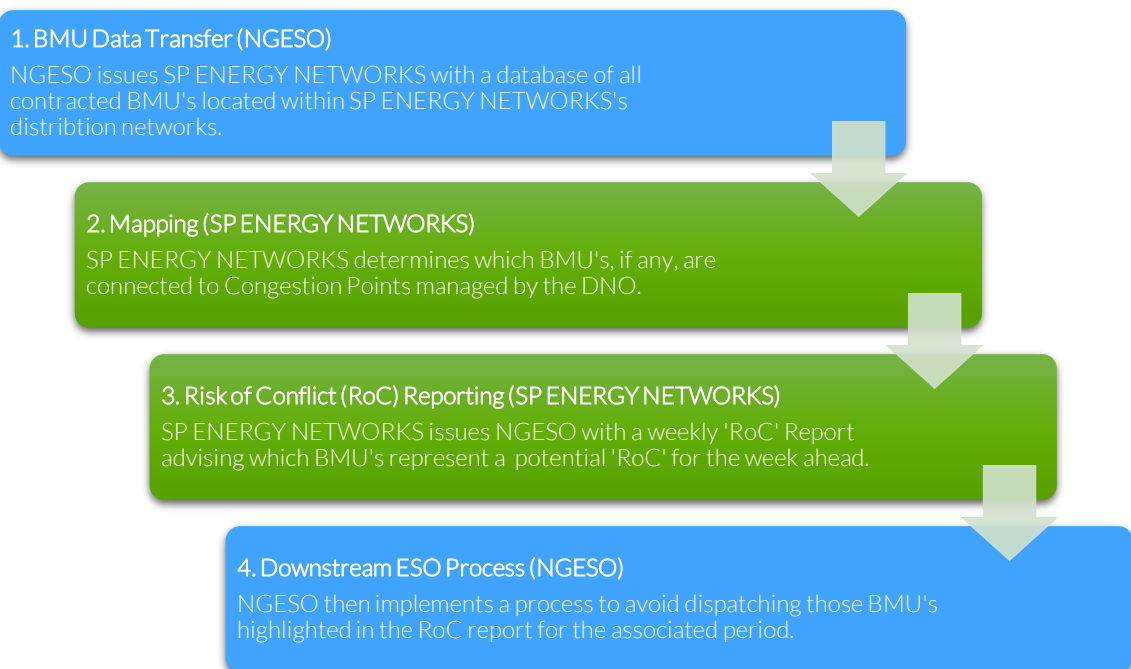 1. BMU Data Transfer (NGESO)
NGESO issues SP ENERGY NETWORKS with a database of all
contracted BMU's located within SP ENERGY NETWORKS's
distribtion networks.
2. Mapping (SP ENERGY NETWORKS)
SP ENERGY NETWORKS determines which BMU's, if any, are
connected to Congestion Points managed by the DNO.
3. Risk of Conflict (RoC) Reporting (SP ENERGY NETWORKS)
SP ENERGY NETWORKS issues NGESO with a weekly 'RoC' Report
advising which BMU's represent a potential 'RoC' for the week ahead.
4. Downstream ESO Process (NGESO)
NGESO then implements a process to avoid dispatching those BMU's
highlighted in the RoC report for the associated period.